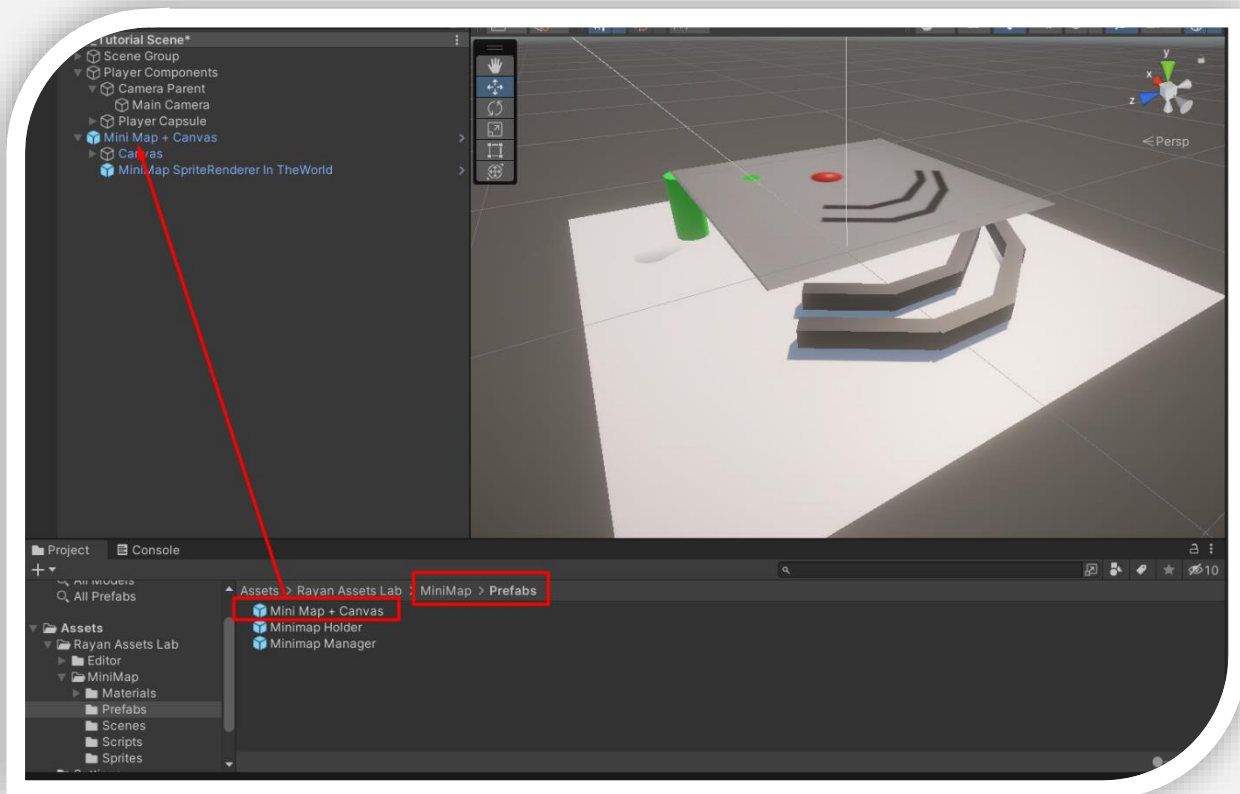 Tutorial Scene*
Scene Group
Player Components
Camera Parent
Main Camera
Player Capsule
Mini Map + Canvas
Canvas
MiniMap SpriteRenderer In TheWorld
y
x
z
<Persp
Project
Console
10
All Models
All Prefabs
Assets > Rayan Assets Lab > MiniMap > Prefabs
Mini Map + Canvas
Minimap Holder
Minimap Manager
Assets
Rayan Assets Lab
Editor
MiniMap
Materials
Prefabs
Scenes
Scripts
Sprites